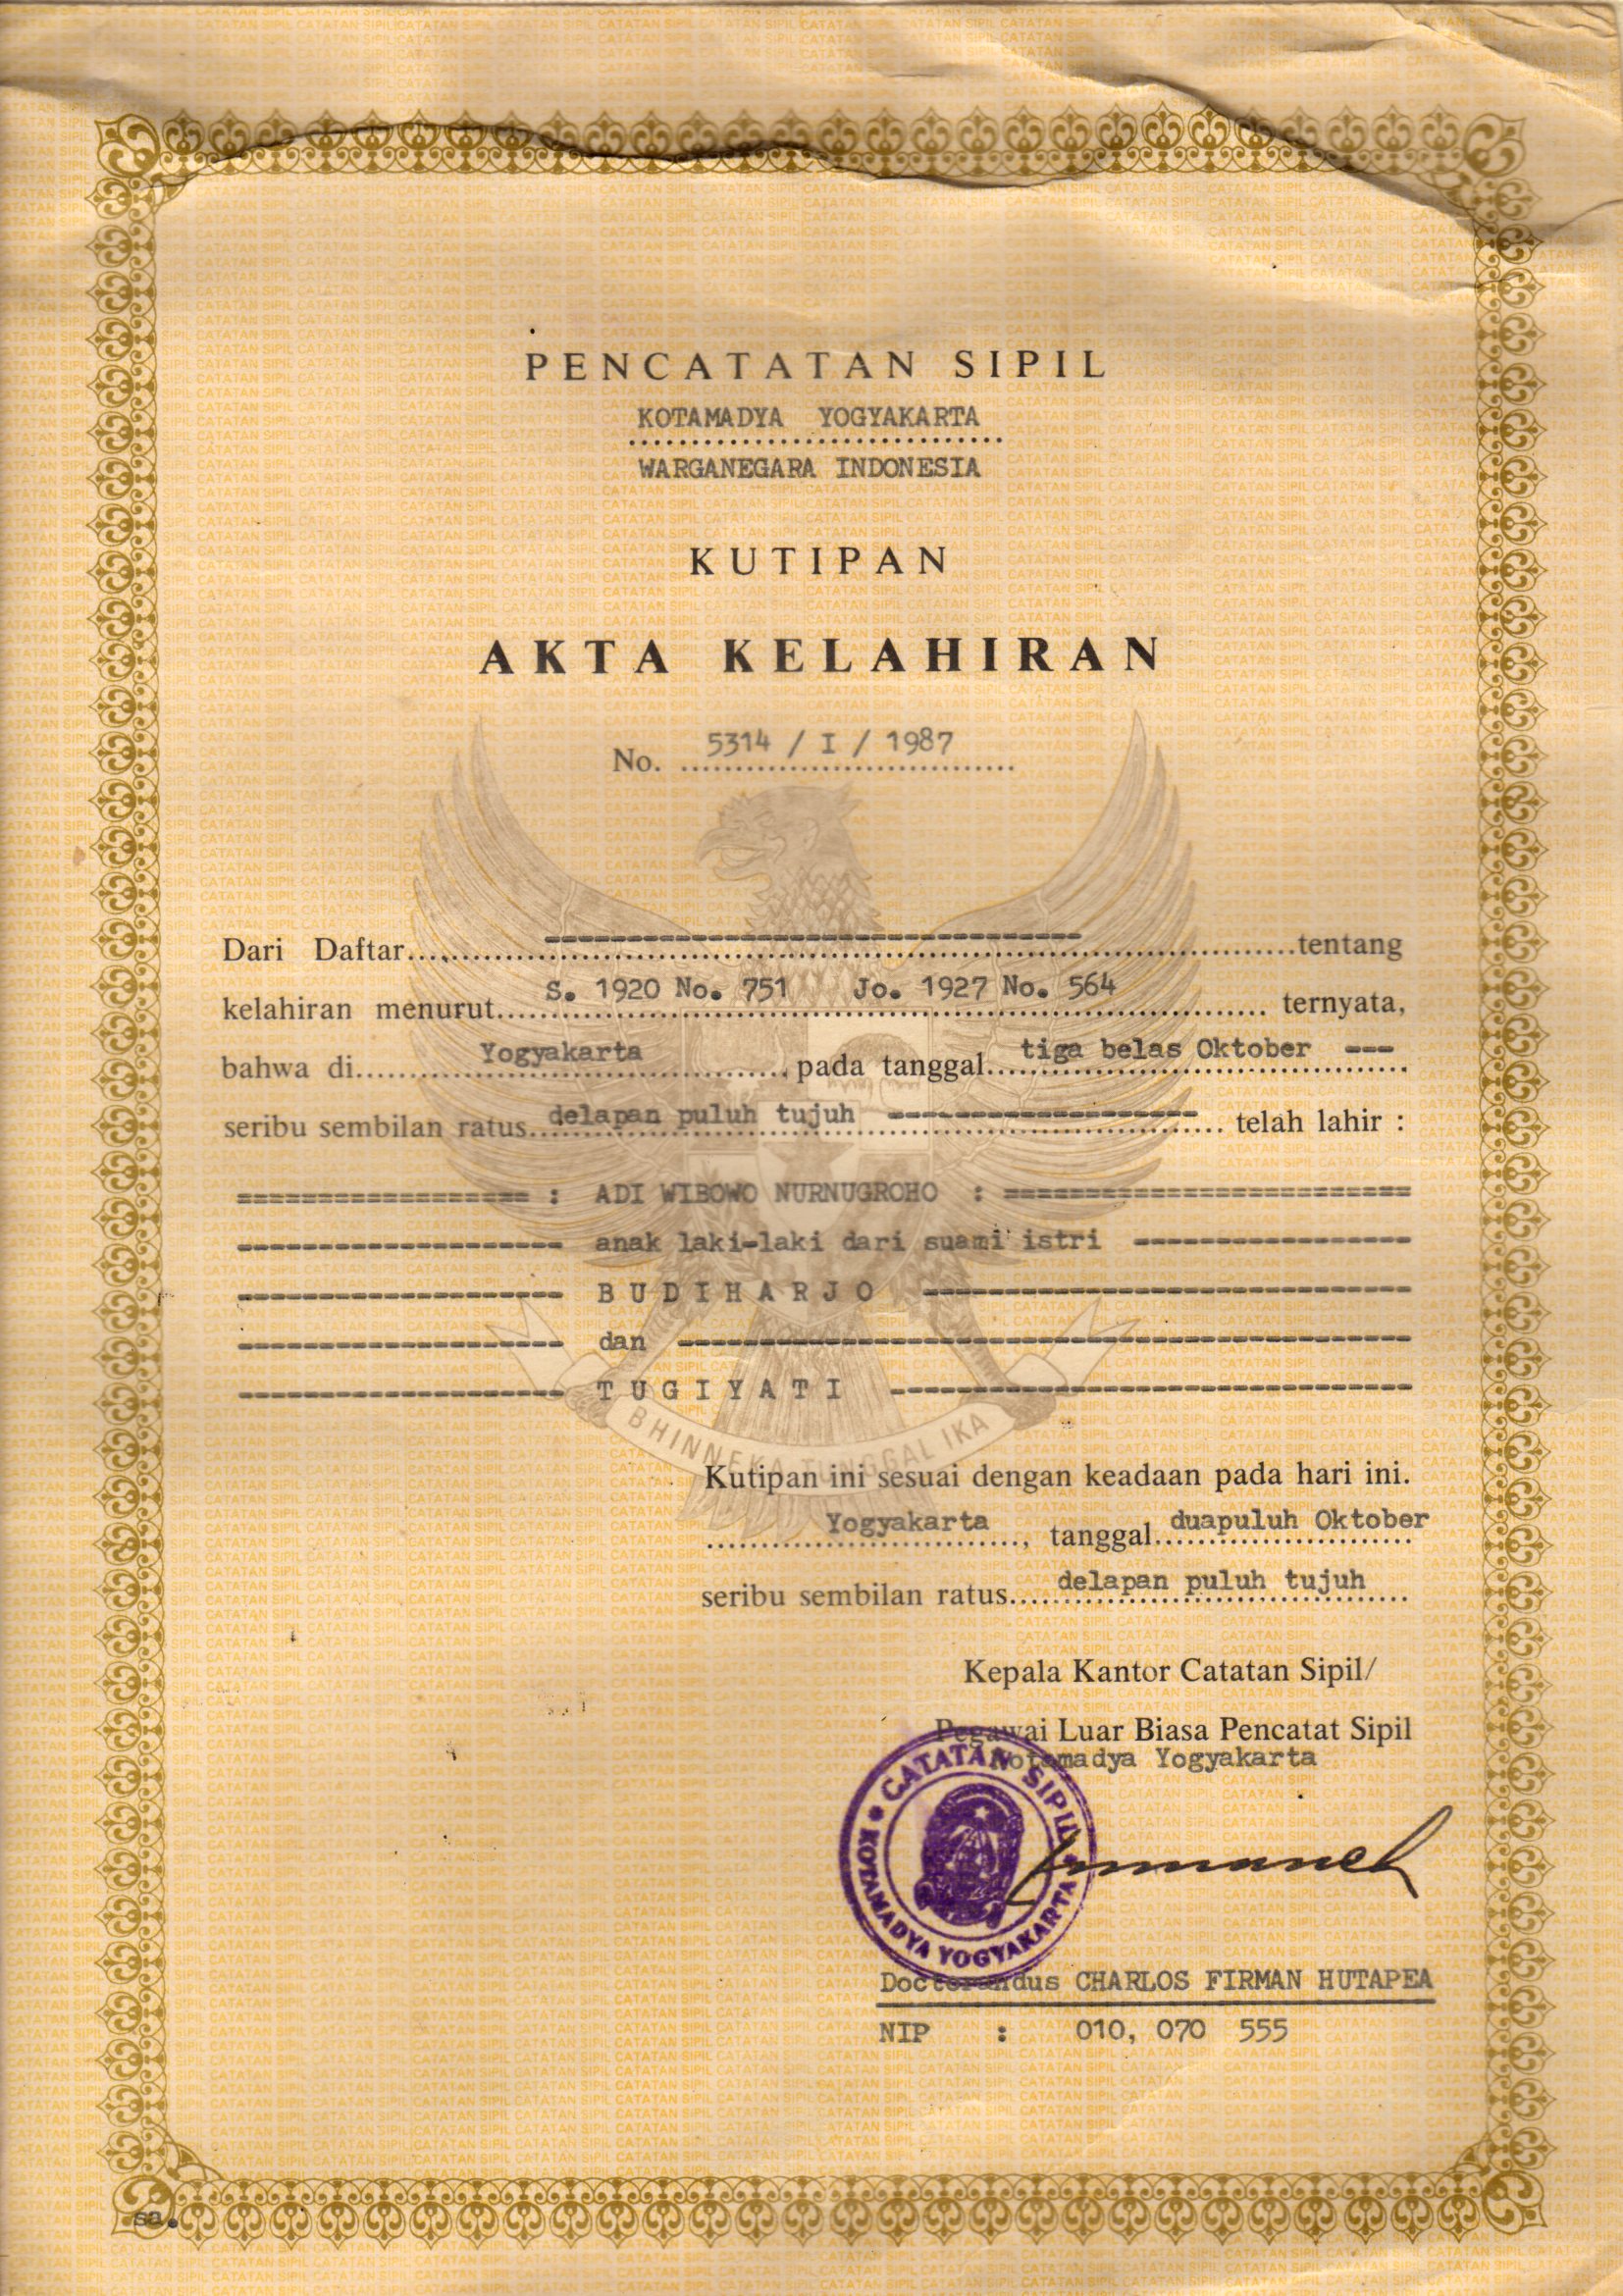 PENCATATAN SIPIL
KOTAMADYA YOGYAKARTA
WARGANEGARA INDONESIA
KUTIPAN
AKTA KELAHIRAN
No. 5314 / I / 1987
Dari Daftar ------------------------------ tentang
kelahiran menurut S. 1920 No. 751 Jo. 1927 No. 564 ternyata,
bahwa di Yogyakarta pada tanggal tiga belas Oktober ---
seribu sembilan ratus delapan puluh tujuh ------------------- telah lahir :
================== : ADI WIBOWO NURNUGROHO : =========================
-------------------- anak laki-laki dari suami istri -----------------
-------------------- BUDIHARJO ------------------------------
-------------------- dan ---------------------------------------------
-------------------- TUGIYATI --------------------------------
BHINNEKA TUNGGAL IKA
Kutipan ini sesuai dengan keadaan pada hari ini.
Yogyakarta, tanggal duapuluh Oktober
seribu sembilan ratus delapan puluh tujuh
Kepala Kantor Catatan Sipil/
Pegawai Luar Biasa Pencatat Sipil
Kotamadya Yogyakarta
* CATATAN SIPIL * KOTAMADYA YOGYAKARTA
Doctorandus CHARLOS FIRMAN HUTAPEA
NIP : 010, 070 555
sa.